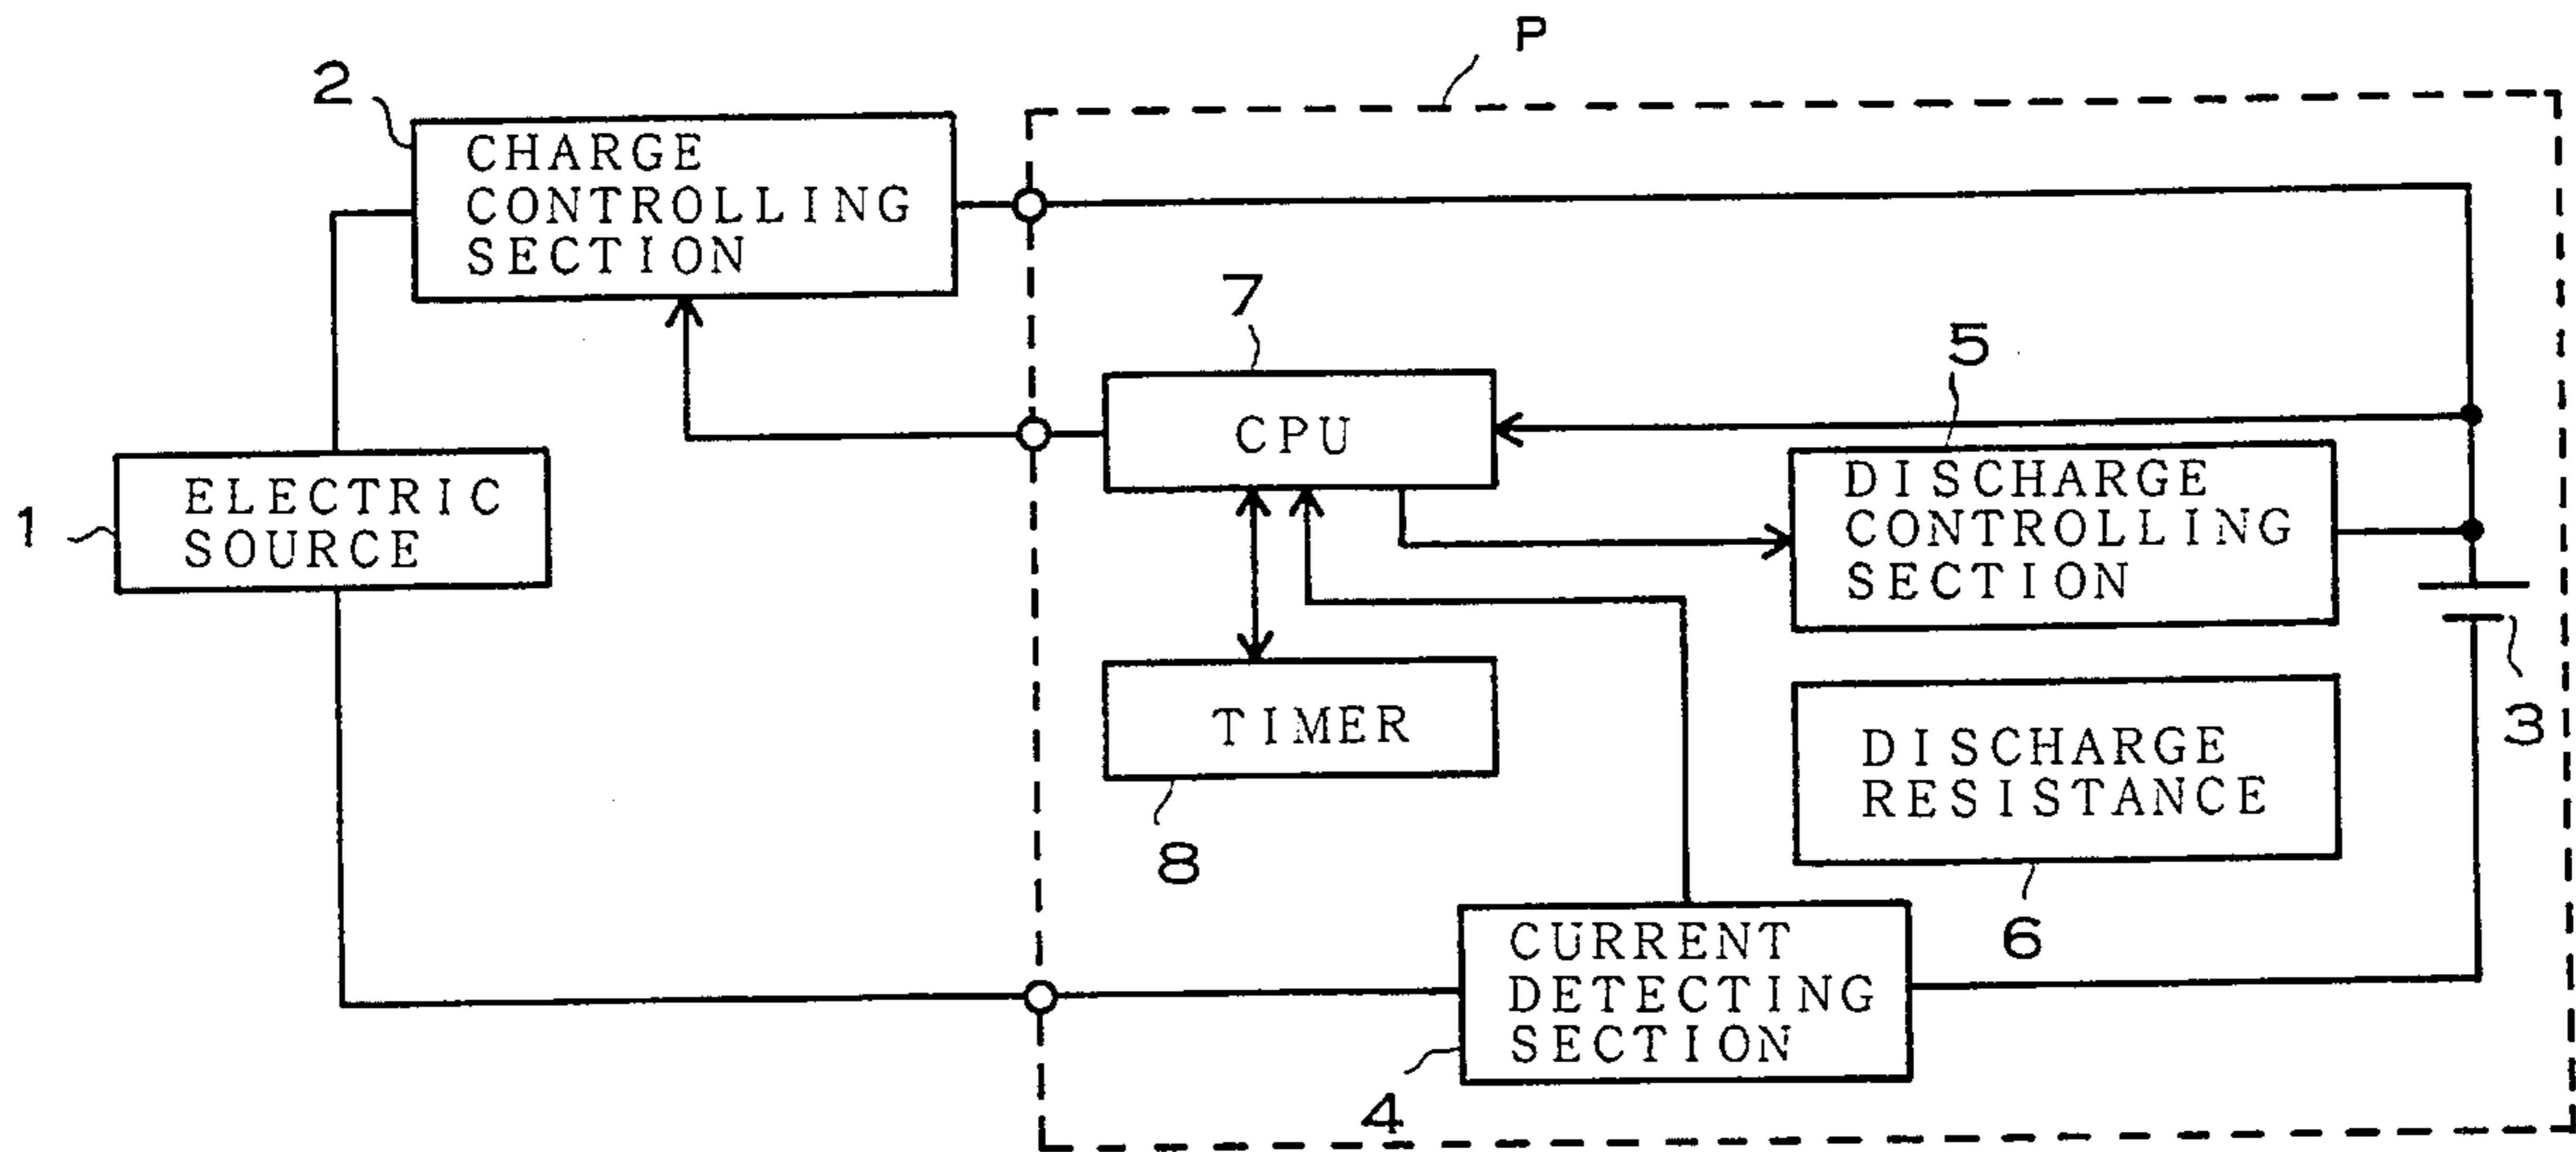 P
2
CHARGE
CONTROLLING
SECTION
7
5
CPU
DISCHARGE
CONTROLLING
SECTION
1
ELECTRIC
SOURCE
3
TIMER
DISCHARGE
RESISTANCE
8
6
CURRENT
DETECTING
SECTION
4